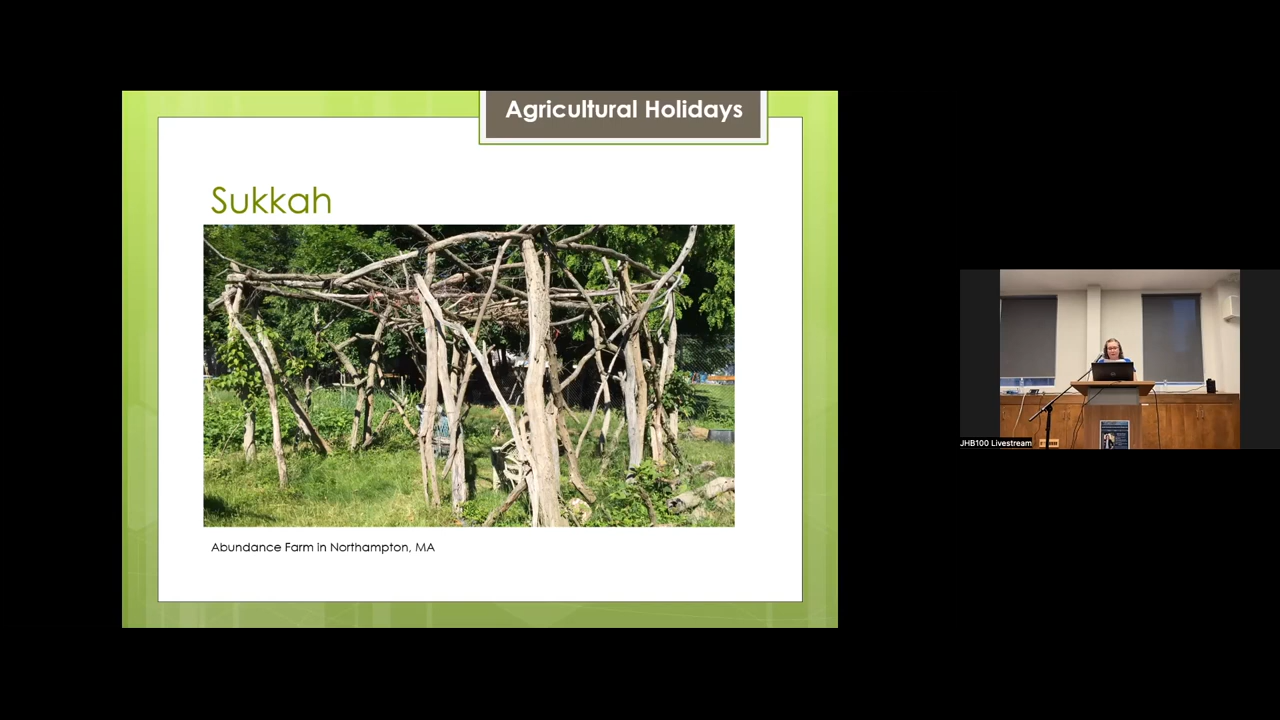 Agricultural Holidays
Sukkah
Abundance Farm in Northampton, MA
JHB100 Livestream